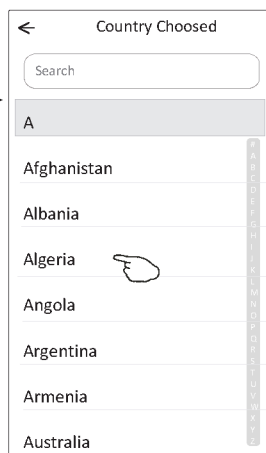 Country Choosed
Search
A
Afghanistan
Albania
Algeria
Angola
Argentina
Armenia
Australia
#
A
B
C
D
E
F
G
H
I
J
K
L
M
N
O
P
Q
R
S
T
U
V
W
X
Y
Z